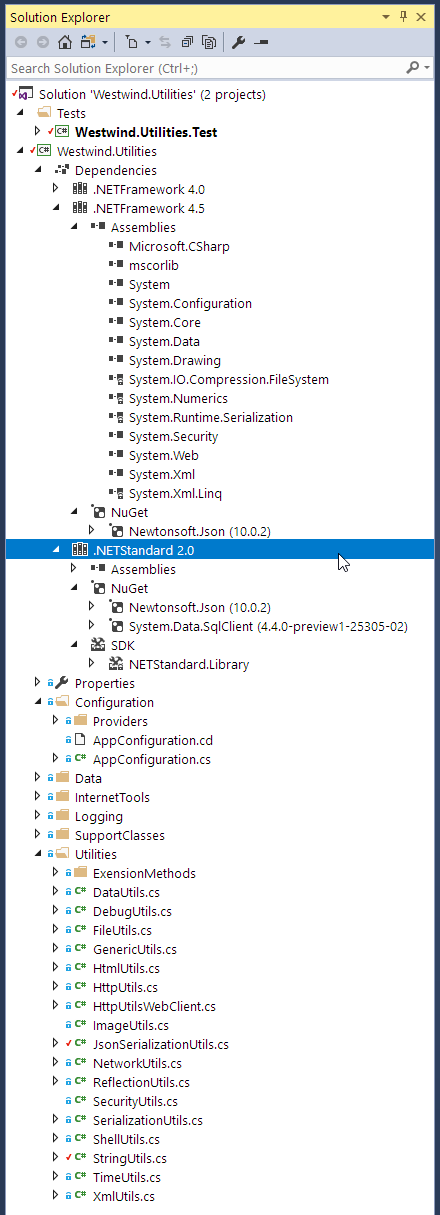 Solution Explorer
Search Solution Explorer (Ctrl+;)
Solution 'Westwind.Utilities' (2 projects)
Tests
Westwind.Utilities.Test
Westwind.Utilities
Dependencies
.NETFramework 4.0
.NETFramework 4.5
Assemblies
Microsoft.CSharp
mscorlib
System
System.Configuration
System.Core
System.Data
System.Drawing
System.IO.Compression.FileSystem
System.Numerics
System.Runtime.Serialization
System.Security
System.Web
System.Xml
System.Xml.Linq
NuGet
Newtonsoft.Json (10.0.2)
.NETStandard 2.0
Assemblies
NuGet
Newtonsoft.Json (10.0.2)
System.Data.SqlClient (4.4.0-preview1-25305-02)
SDK
NETStandard.Library
Properties
Configuration
Providers
AppConfiguration.cd
C# AppConfiguration.cs
Data
InternetTools
Logging
SupportClasses
Utilities
ExensionMethods
C# DataUtils.cs
C# DebugUtils.cs
C# FileUtils.cs
C# GenericUtils.cs
C# HtmlUtils.cs
C# HttpUtils.cs
C# HttpUtilsWebClient.cs
C# ImageUtils.cs
C# JsonSerializationUtils.cs
C# NetworkUtils.cs
C# ReflectionUtils.cs
C# SecurityUtils.cs
C# SerializationUtils.cs
C# ShellUtils.cs
C# StringUtils.cs
C# TimeUtils.cs
C# XmlUtils.cs